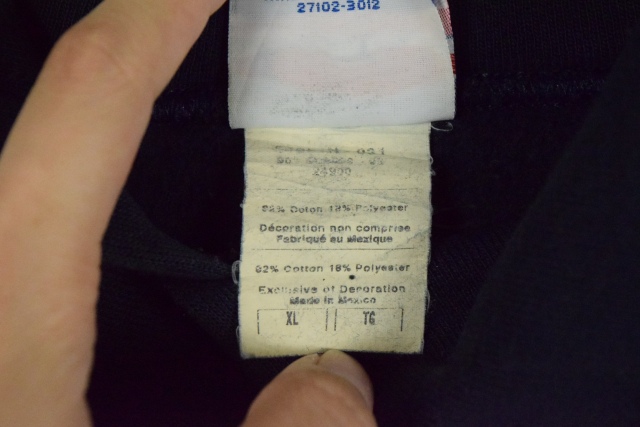 27102-3012
24900
82% Coton 18% Polyester
Décoration non comprise
Fabriqué au Mexique
82% Cotton 18% Polyester
Exclusive of Decoration
Made in Mexico
XL TG